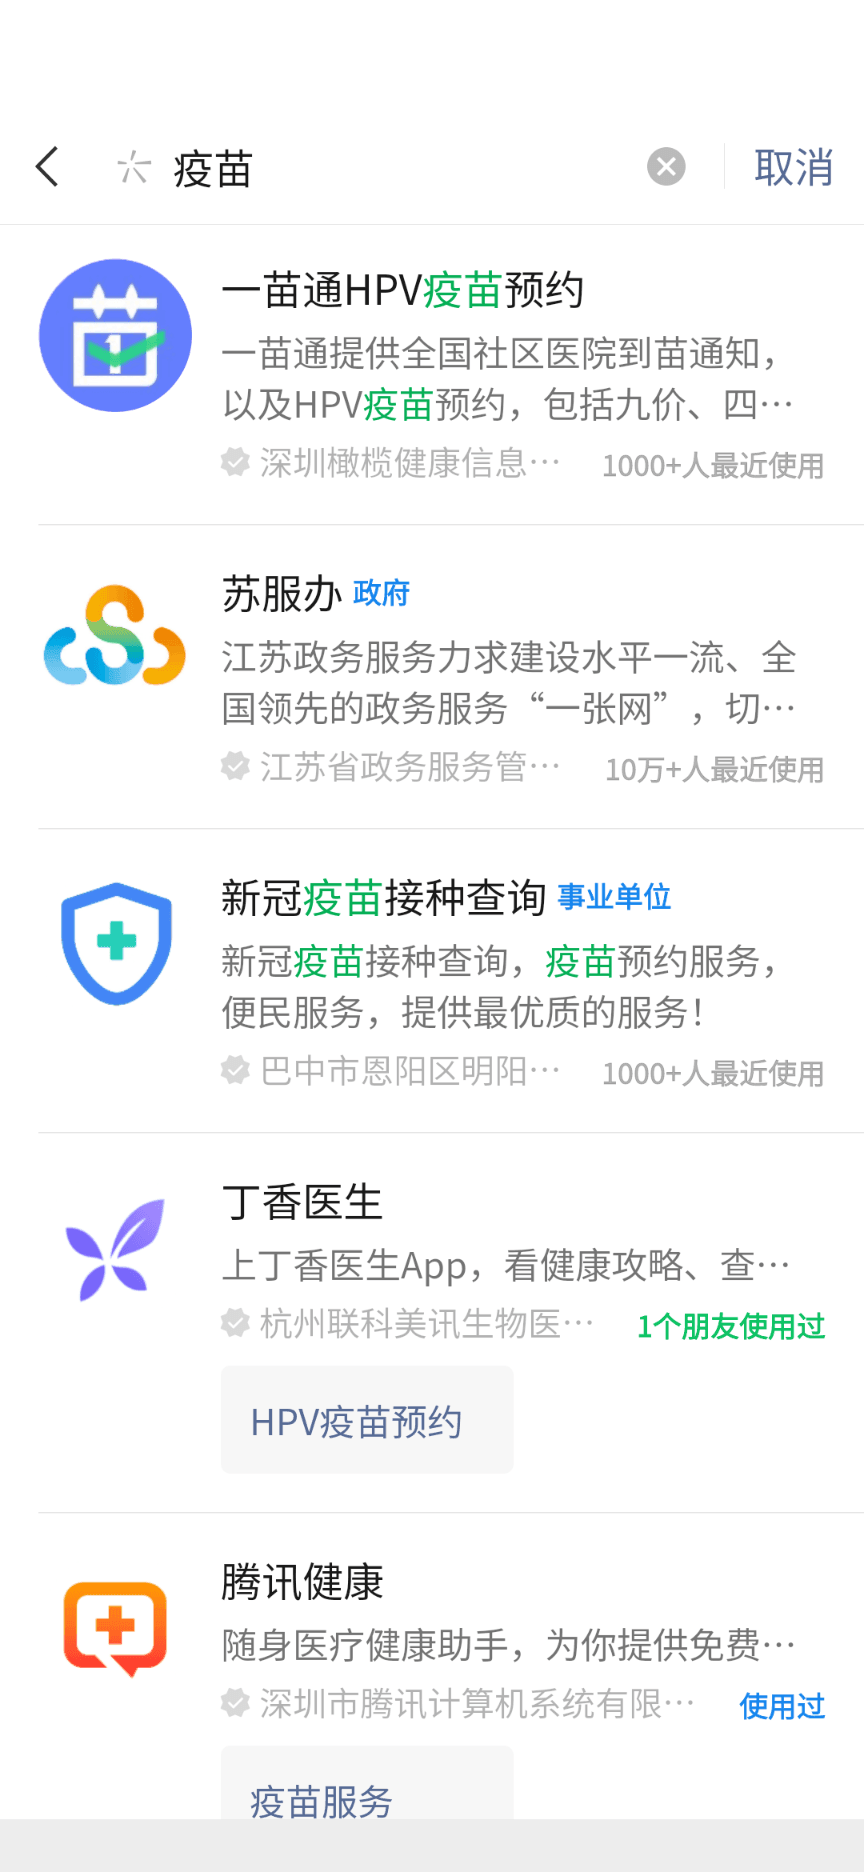 疫苗
取消
一苗通HPV疫苗预约
一苗通提供全国社区医院到苗通知，
以及HPV疫苗预约，包括九价、四…
深圳橄榄健康信息…
1000+人最近使用
苏服办 政府
江苏政务服务力求建设水平一流、全
国领先的政务服务“一张网”，切…
江苏省政务服务管…
10万+人最近使用
新冠疫苗接种查询 事业单位
新冠疫苗接种查询，疫苗预约服务，
便民服务，提供最优质的服务！
巴中市恩阳区明阳…
1000+人最近使用
丁香医生
上丁香医生App，看健康攻略、查…
杭州联科美讯生物医…
1个朋友使用过
HPV疫苗预约
腾讯健康
随身医疗健康助手，为你提供免费…
深圳市腾讯计算机系统有限…
使用过
疫苗服务